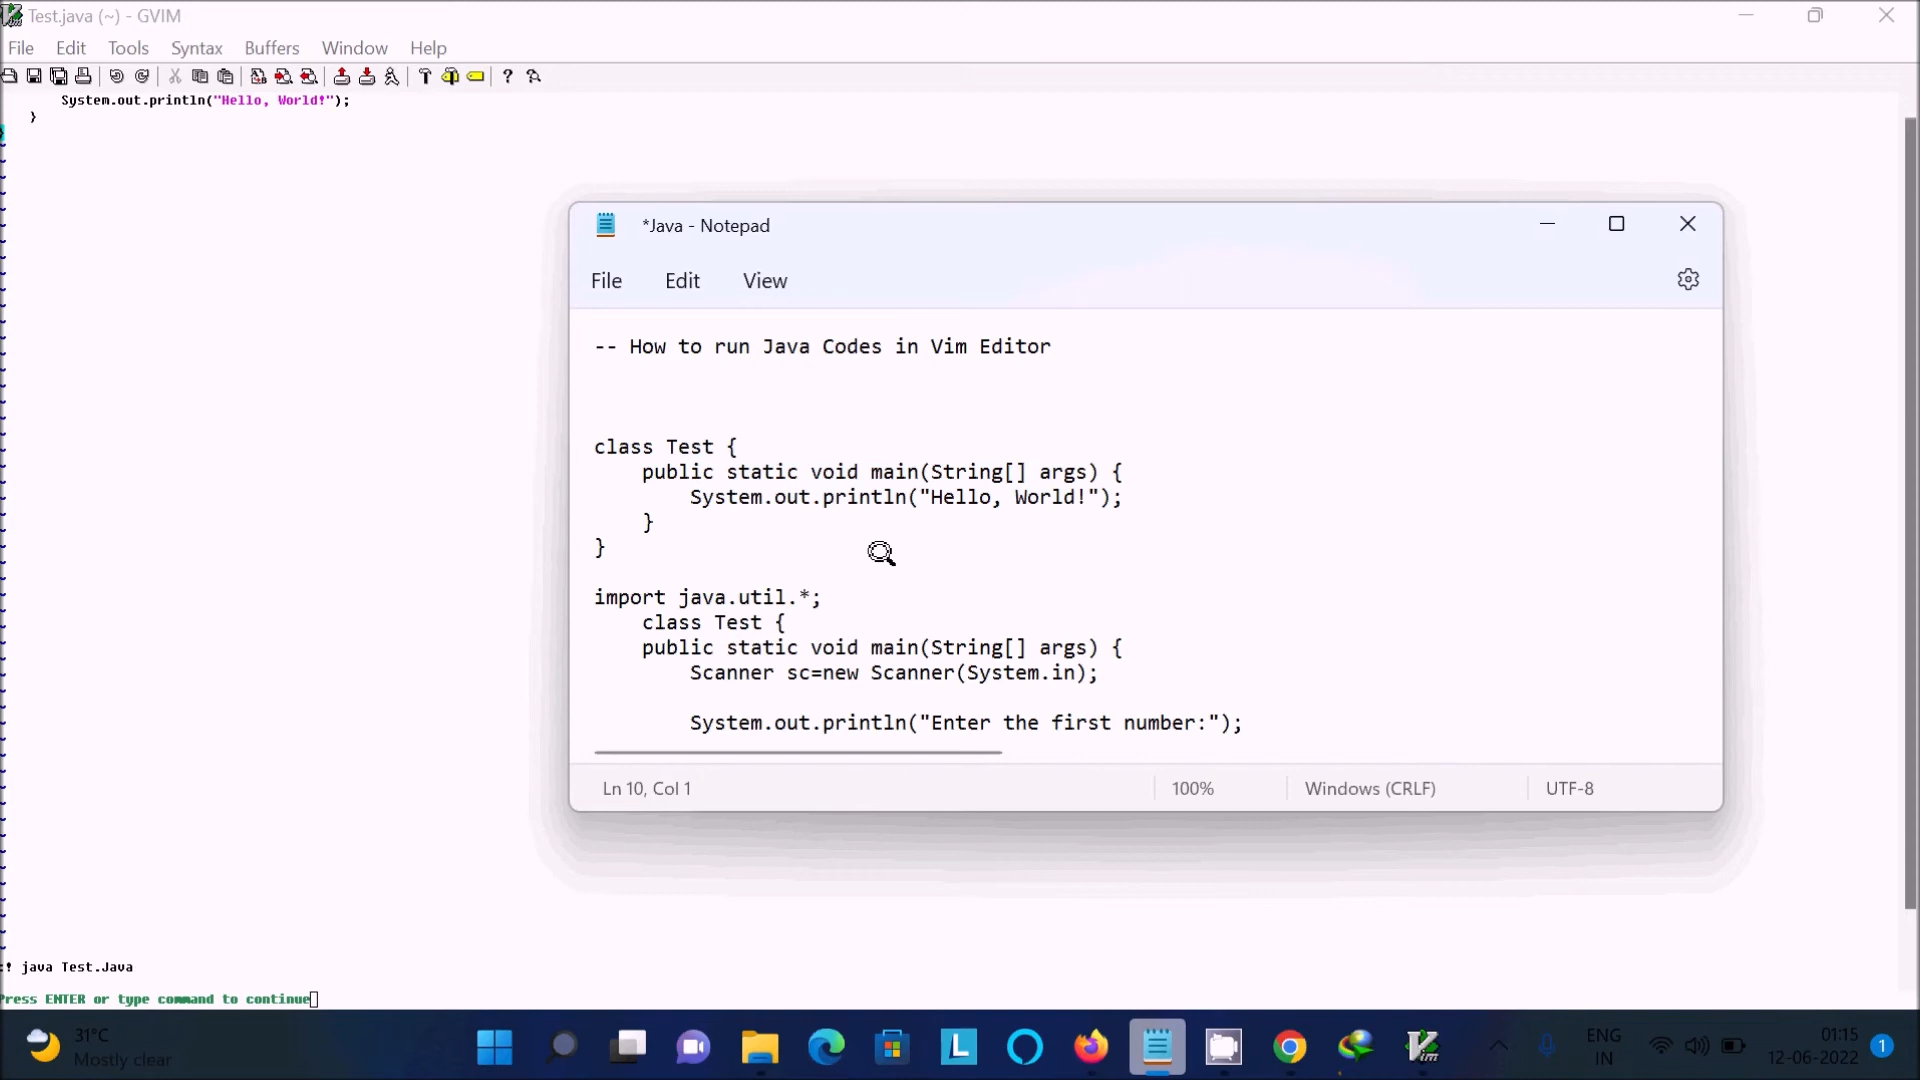 Test.java (~) - GVIM
File Edit Tools Syntax Buffers Window Help
System.out.println("Hello, World!");
}
*Java - Notepad
File Edit View
-- How to run Java Codes in Vim Editor
class Test {
public static void main(String[] args) {
System.out.println("Hello, World!");
}
}
import java.util.*;
class Test {
public static void main(String[] args) {
Scanner sc=new Scanner(System.in);
System.out.println("Enter the first number:");
Ln 10, Col 1 100% Windows (CRLF) UTF-8
:! java Test.Java
Press ENTER or type command to continue
31°C
Mostly clear
ENG
IN
01:15
12-06-2022
1